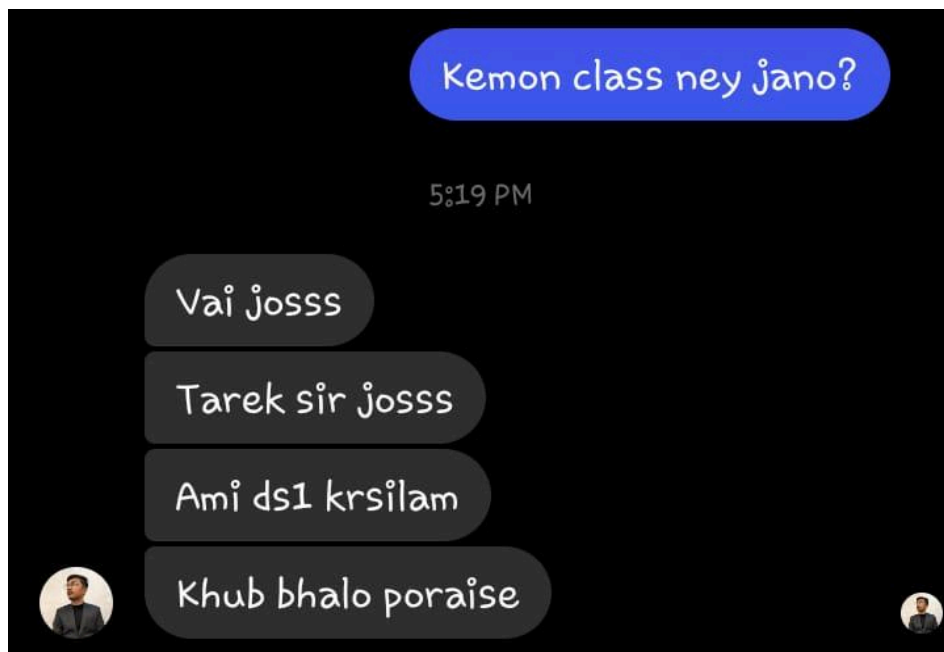 Kemon class ney jano?
5:19 PM
Vai josss
Tarek sir josss
Ami ds1 krsilam
Khub bhalo poraise